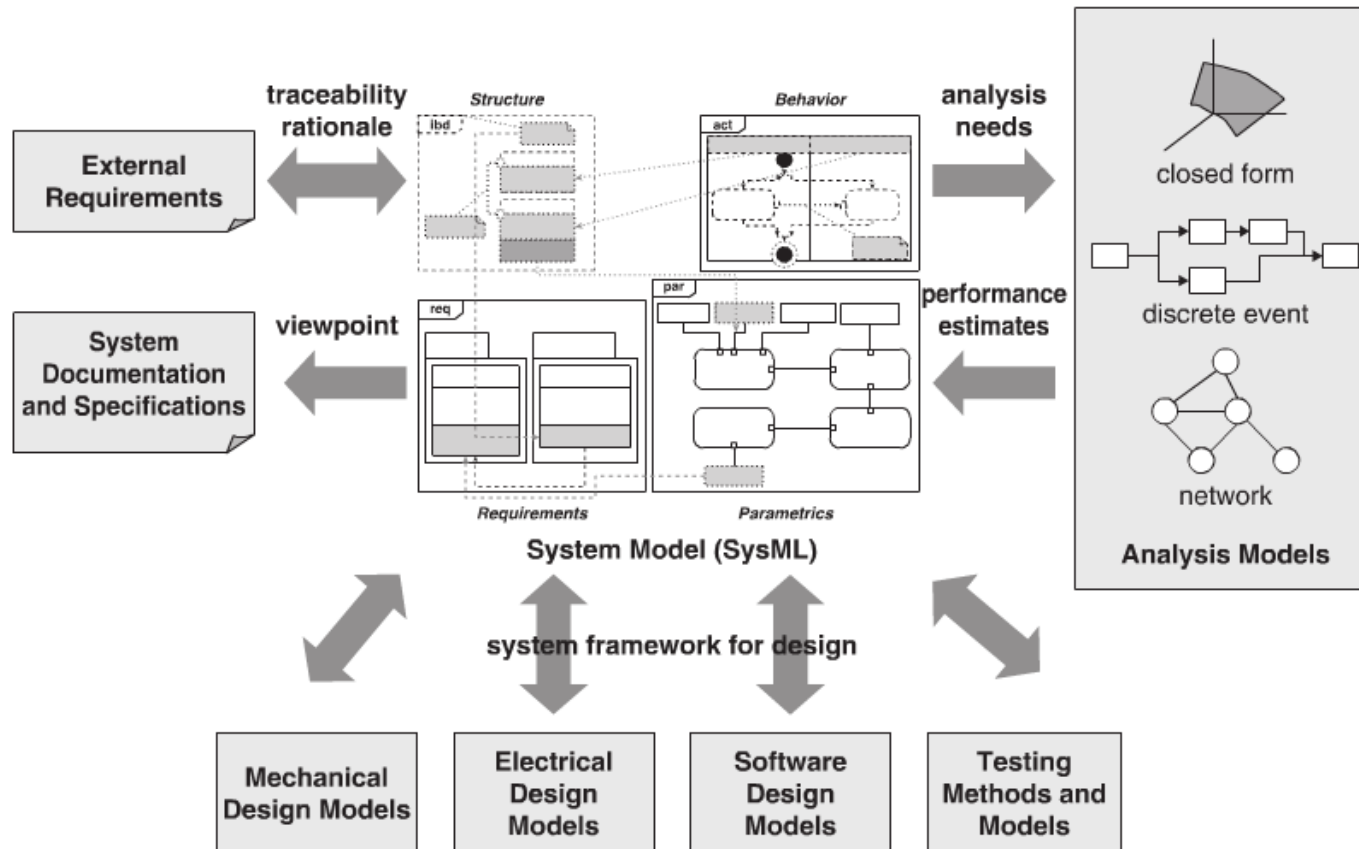 traceability
rationale
Structure
Behavior
analysis
needs
ibd
act
External
Requirements
closed form
req
par
viewpoint
performance
estimates
discrete event
System
Documentation
and Specifications
network
Requirements
Parametrics
System Model (SysML)
Analysis Models
system framework for design
Mechanical
Design Models
Electrical
Design
Models
Software
Design
Models
Testing
Methods and
Models